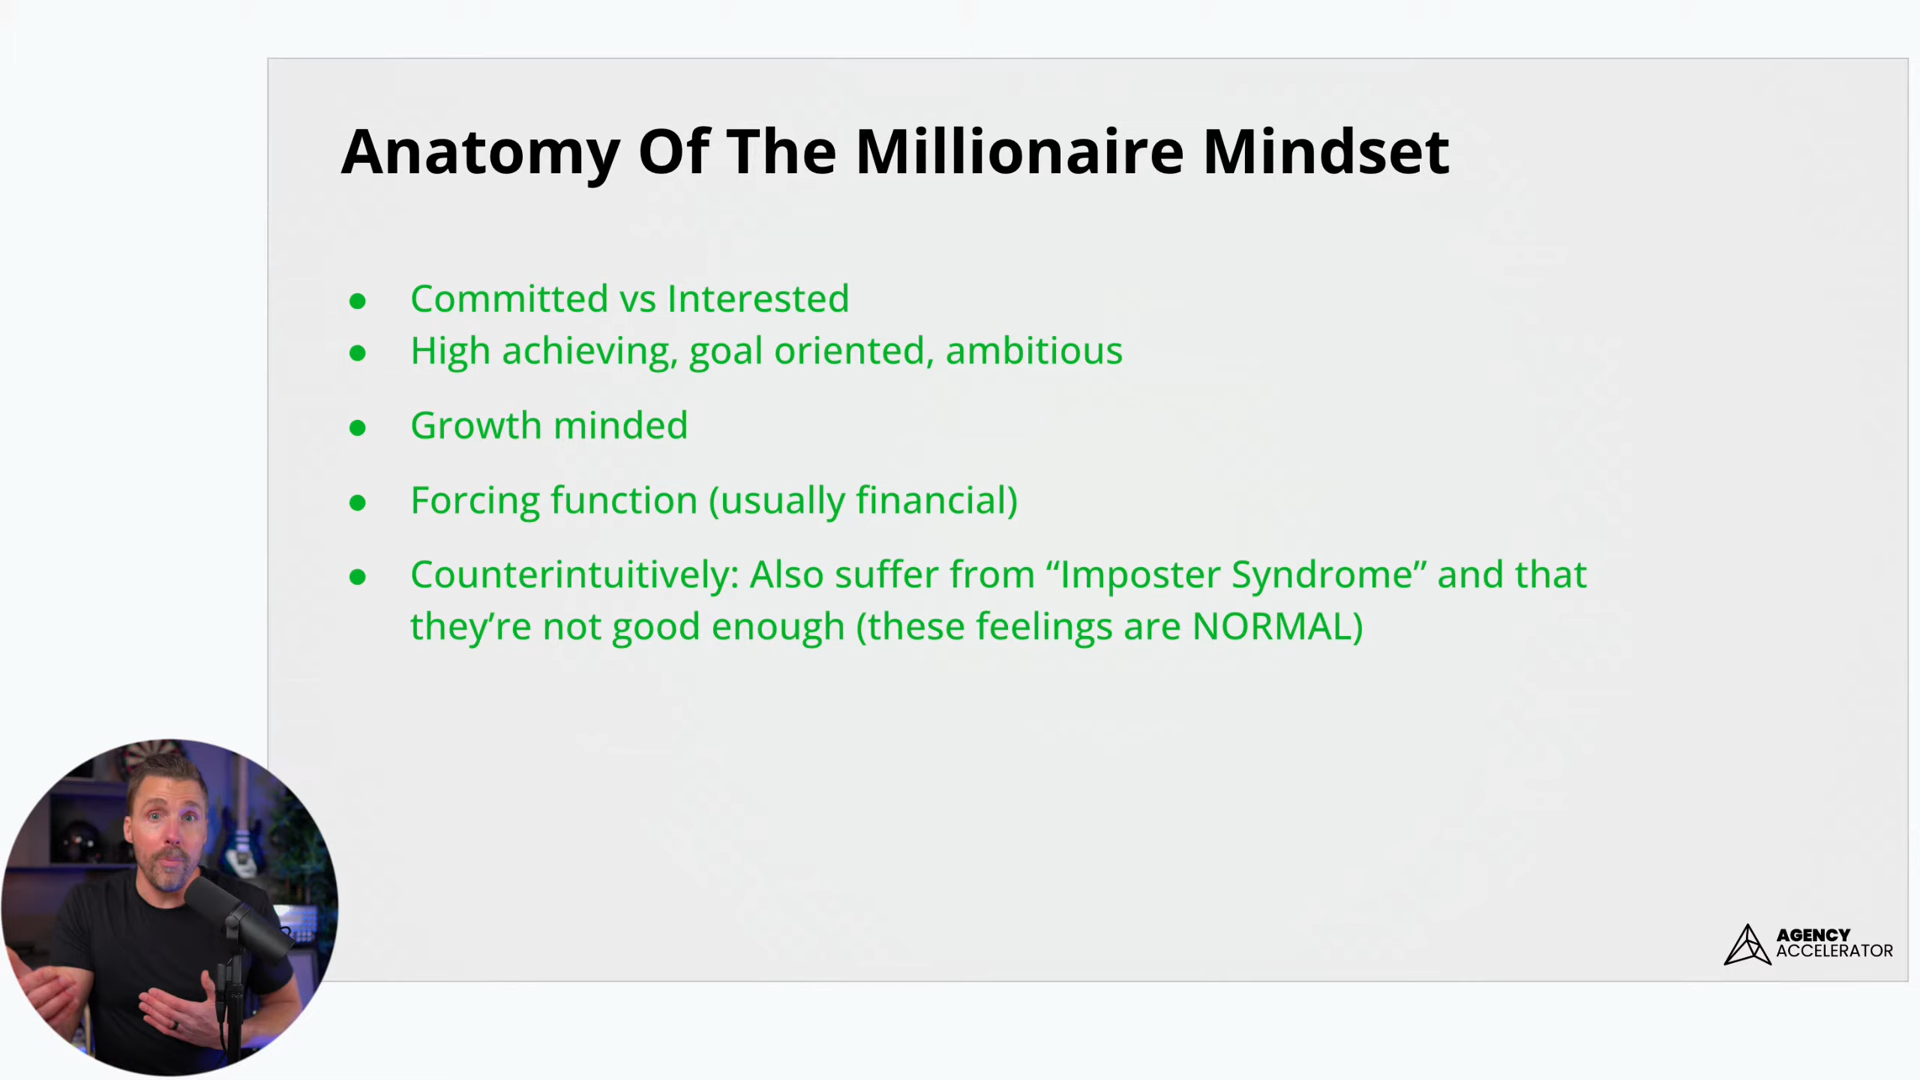 Anatomy Of The Millionaire Mindset
● Committed vs Interested
● High achieving, goal oriented, ambitious
● Growth minded
● Forcing function (usually financial)
● Counterintuitively: Also suffer from “Imposter Syndrome” and that
they’re not good enough (these feelings are NORMAL)
AGENCY
ACCELERATOR